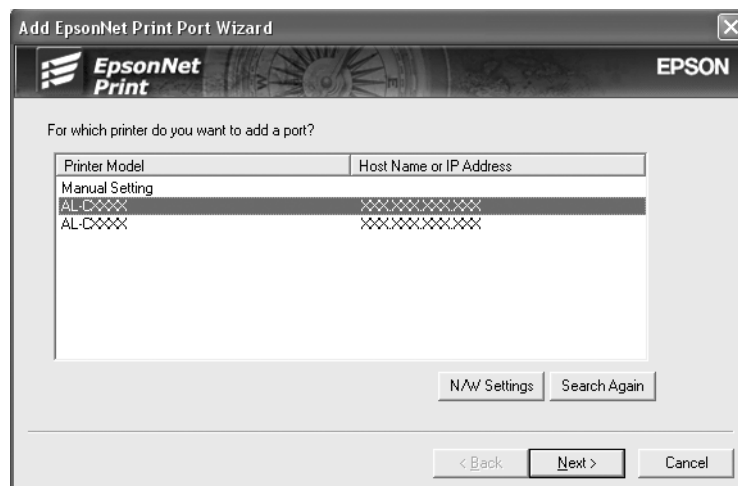 Add EpsonNet Print Port Wizard
EpsonNet
Print
EPSON
For which printer do you want to add a port?
Printer Model Host Name or IP Address
Manual Setting
AL-CXXXX XXX.XXX.XXX.XXX
AL-CXXXX XXX.XXX.XXX.XXX
N/W Settings Search Again
< Back Next > Cancel